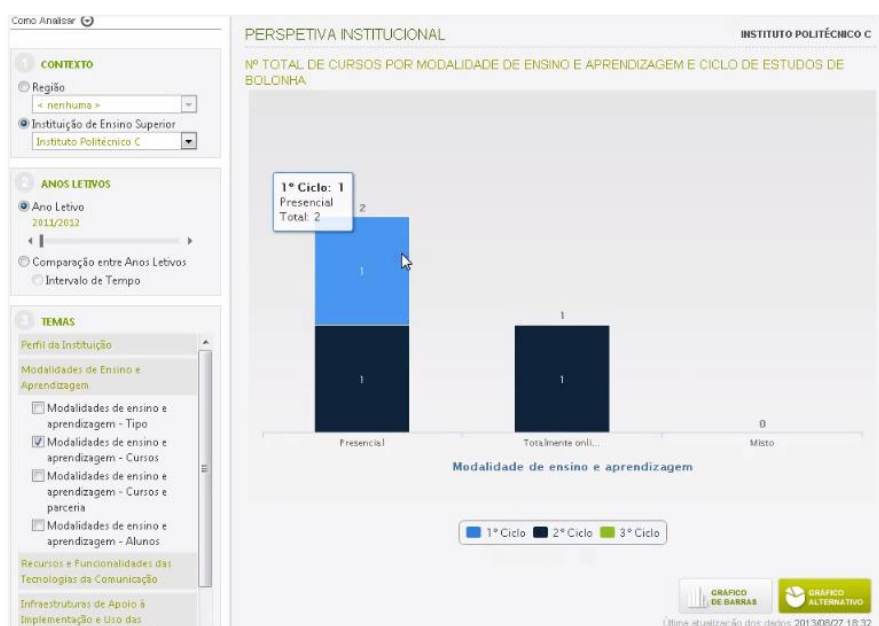 Como Analisar
1 CONTEXTO
Região
< nenhuma >
Instituição de Ensino Superior
Instituto Politécnico C
2 ANOS LETIVOS
Ano Letivo
2011/2012
Comparação entre Anos Letivos
Intervalo de Tempo
3 TEMAS
Perfil da Instituição
Modalidades de Ensino e
Aprendizagem
Modalidades de ensino e
aprendizagem - Tipo
Modalidades de ensino e
aprendizagem - Cursos
Modalidades de ensino e
aprendizagem - Cursos e
parceria
Modalidades de ensino e
aprendizagem - Alunos
Recursos e Funcionalidades das
Tecnologias da Comunicação
Infraestruturas de Apoio à
Implementação e Uso das
PERSPETIVA INSTITUCIONAL
INSTITUTO POLITÉCNICO C
Nº TOTAL DE CURSOS POR MODALIDADE DE ENSINO E APRENDIZAGEM E CICLO DE ESTUDOS DE
BOLONHA
1º Ciclo: 1
Presencial
Total: 2
2
1
1
1
1
0
Presencial
Totalmente onli...
Misto
Modalidade de ensino e aprendizagem
1º Ciclo 2º Ciclo 3º Ciclo
GRÁFICO
DE BARRAS
GRÁFICO
ALTERNATIVO
Última atualização dos dados 2013/08/27 18:32